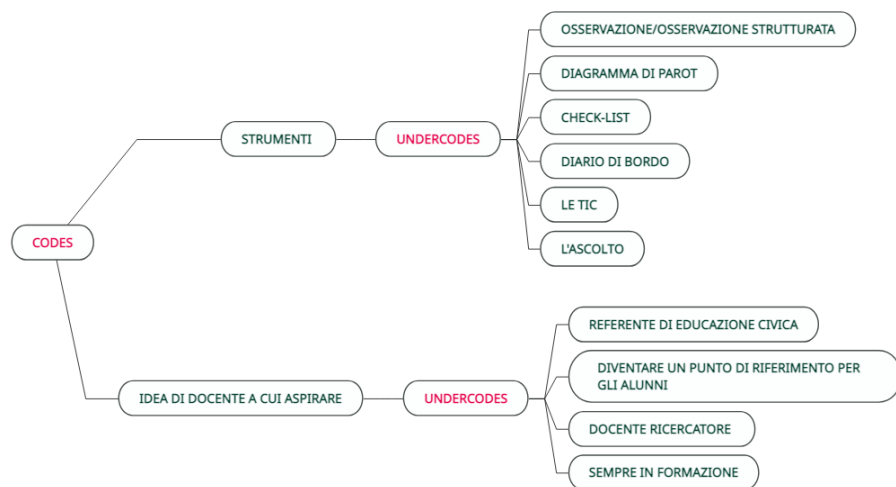 CODES
STRUMENTI
UNDERCODES
OSSERVAZIONE/OSSERVAZIONE STRUTTURATA
DIAGRAMMA DI PAROT
CHECK-LIST
DIARIO DI BORDO
LE TIC
L'ASCOLTO
IDEA DI DOCENTE A CUI ASPIRARE
UNDERCODES
REFERENTE DI EDUCAZIONE CIVICA
DIVENTARE UN PUNTO DI RIFERIMENTO PER
GLI ALUNNI
DOCENTE RICERCATORE
SEMPRE IN FORMAZIONE